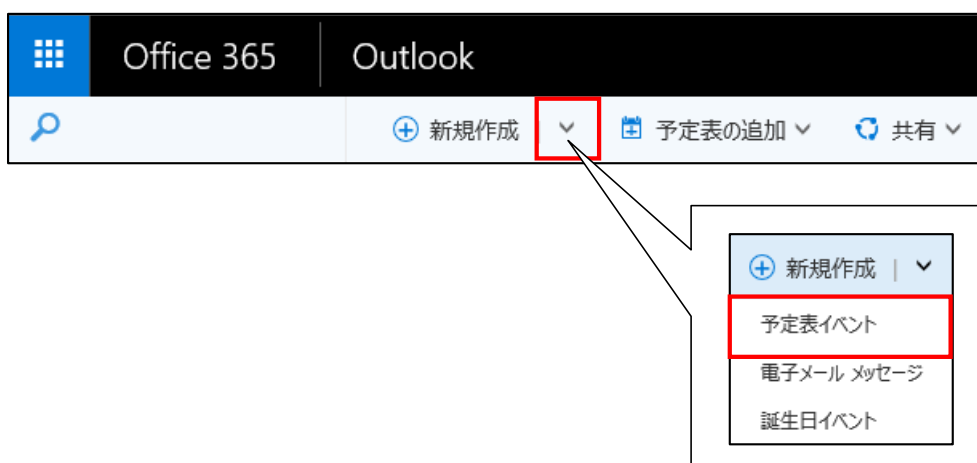 Office 365 Outlook
新規作成 予定表の追加 共有
新規作成
予定表イベント
電子メール メッセージ
誕生日イベント